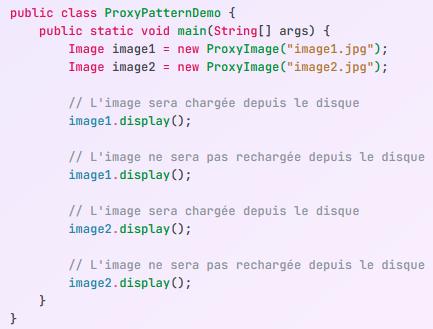 public class ProxyPatternDemo {
    public static void main(String[] args) {
        Image image1 = new ProxyImage("image1.jpg");
        Image image2 = new ProxyImage("image2.jpg");

        // L'image sera chargée depuis le disque
        image1.display();

        // L'image ne sera pas rechargée depuis le disque
        image1.display();

        // L'image sera chargée depuis le disque
        image2.display();

        // L'image ne sera pas rechargée depuis le disque
        image2.display();
    }
}